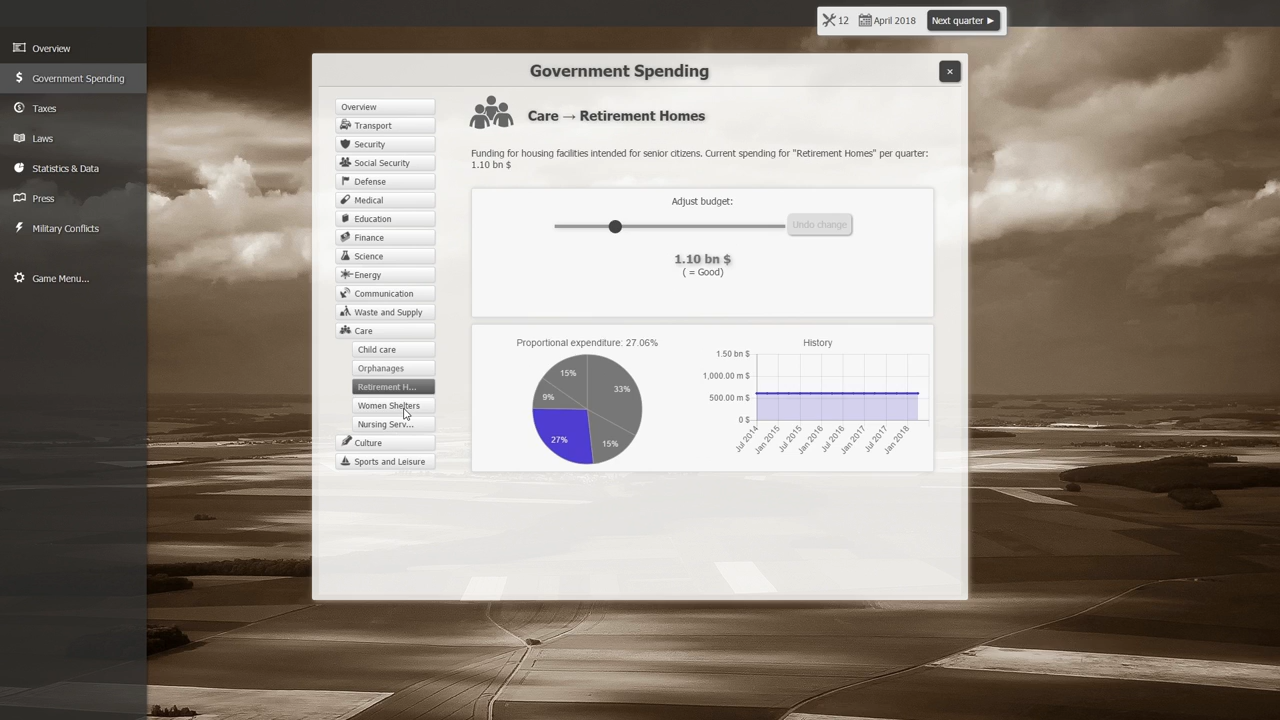 12
April 2018
Next quarter ►
Overview
Government Spending
Taxes
Laws
Statistics & Data
Press
Military Conflicts
Game Menu...
Government Spending
×
Overview
Transport
Security
Social Security
Defense
Medical
Education
Finance
Science
Energy
Communication
Waste and Supply
Care
Child care
Orphanages
Retirement H...
Women Shelters
Nursing Serv...
Culture
Sports and Leisure
Care → Retirement Homes
Funding for housing facilities intended for senior citizens. Current spending for "Retirement Homes" per quarter:
1.10 bn $
Adjust budget:
Undo change
1.10 bn $
( = Good)
Proportional expenditure: 27.06%
15%
33%
9%
27%
15%
History
1.50 bn $
1,000.00 m $
500.00 m $
0 $
Jul 2014
Jan 2015
Jul 2015
Jan 2016
Jul 2016
Jan 2017
Jul 2017
Jan 2018